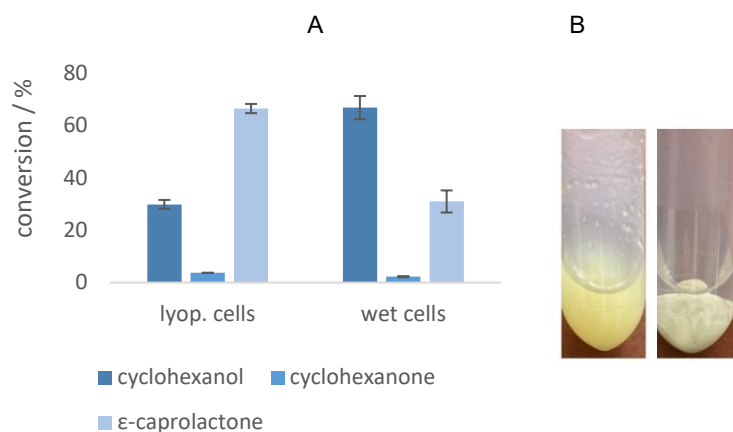 A
B
80
60
40
20
0
conversion / %
lyop. cells
wet cells
cyclohexanol
cyclohexanone
ε-caprolactone